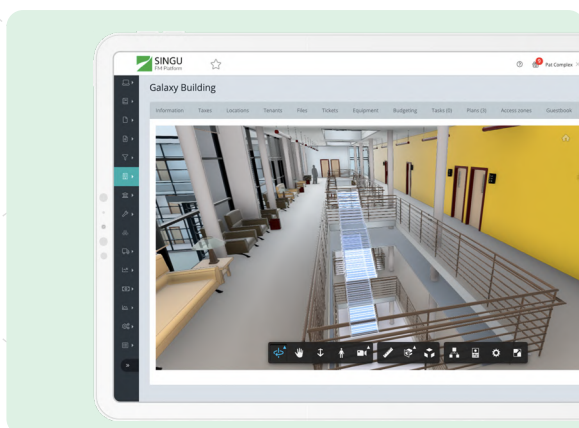 SINGU
FM Platform
Pat Complex
Galaxy Building
Information Taxes Locations Tenants Files Tickets Equipment Budgeting Tasks (0) Plans (3) Access zones Guestbook